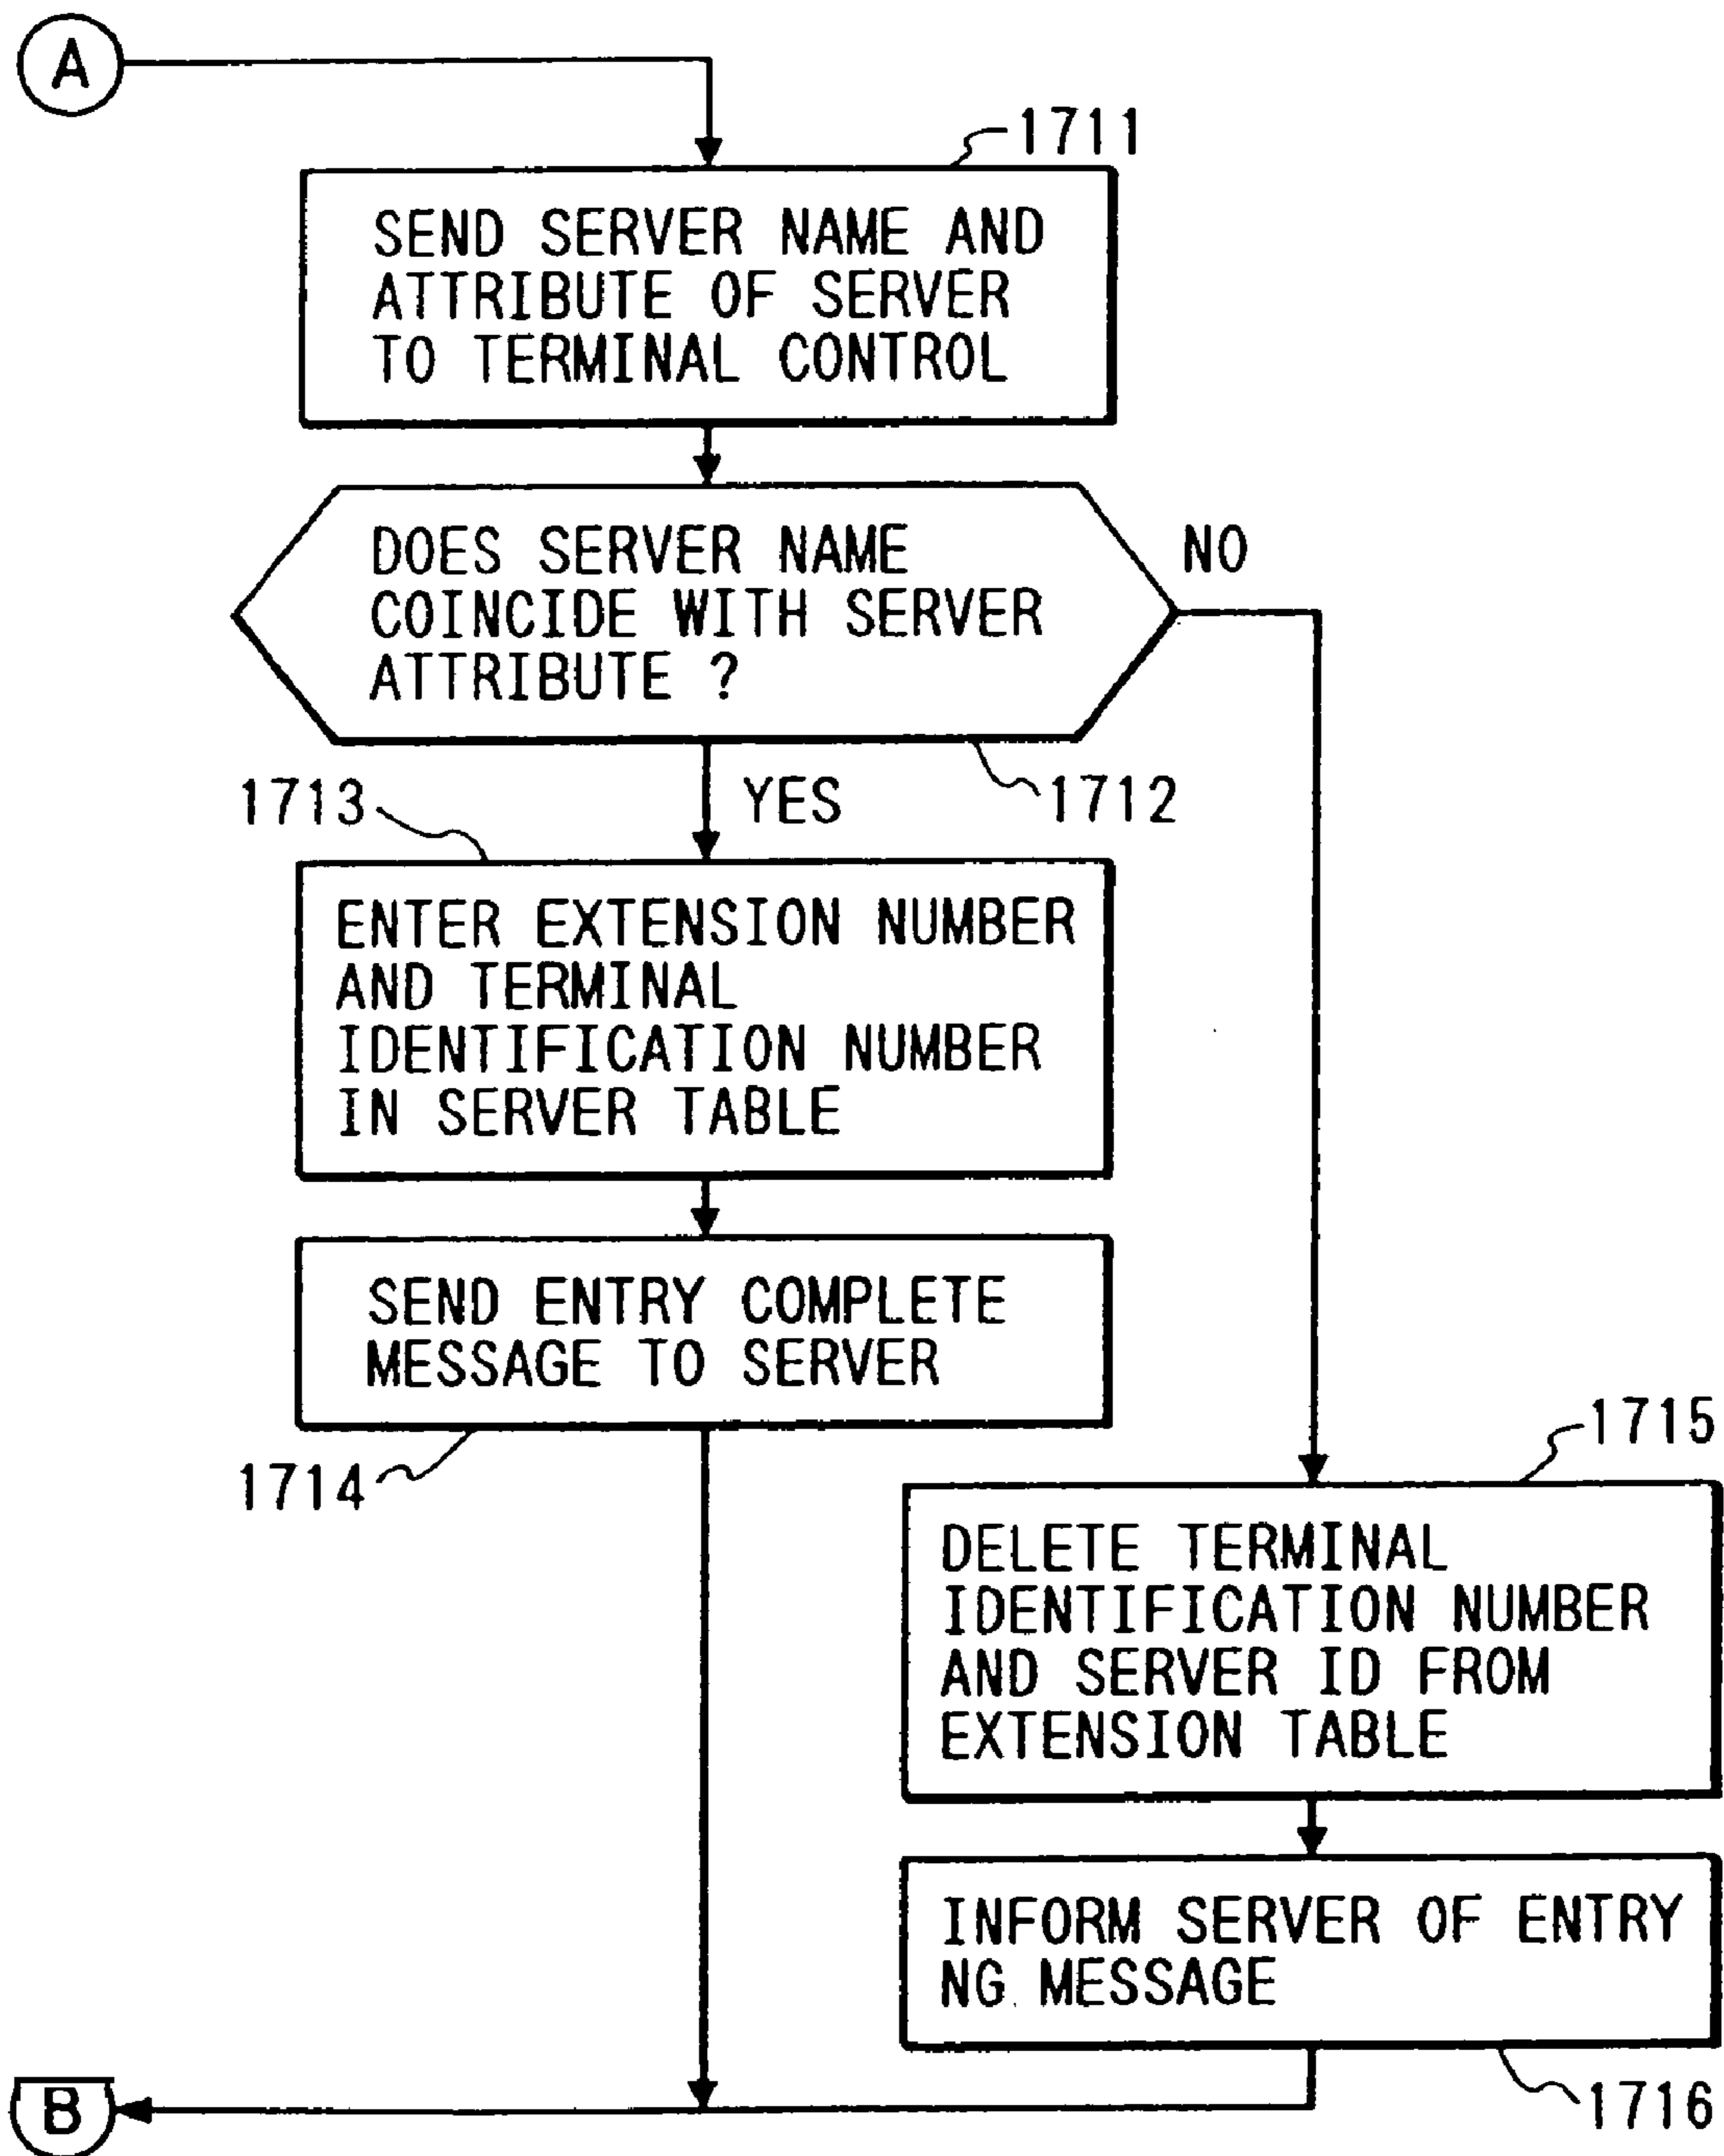 A
1711
SEND SERVER NAME AND
ATTRIBUTE OF SERVER
TO TERMINAL CONTROL
DOES SERVER NAME
COINCIDE WITH SERVER
ATTRIBUTE ?
NO
YES
1712
1713
ENTER EXTENSION NUMBER
AND TERMINAL
IDENTIFICATION NUMBER
IN SERVER TABLE
SEND ENTRY COMPLETE
MESSAGE TO SERVER
1714
1715
DELETE TERMINAL
IDENTIFICATION NUMBER
AND SERVER ID FROM
EXTENSION TABLE
INFORM SERVER OF ENTRY
NG MESSAGE
1716
B